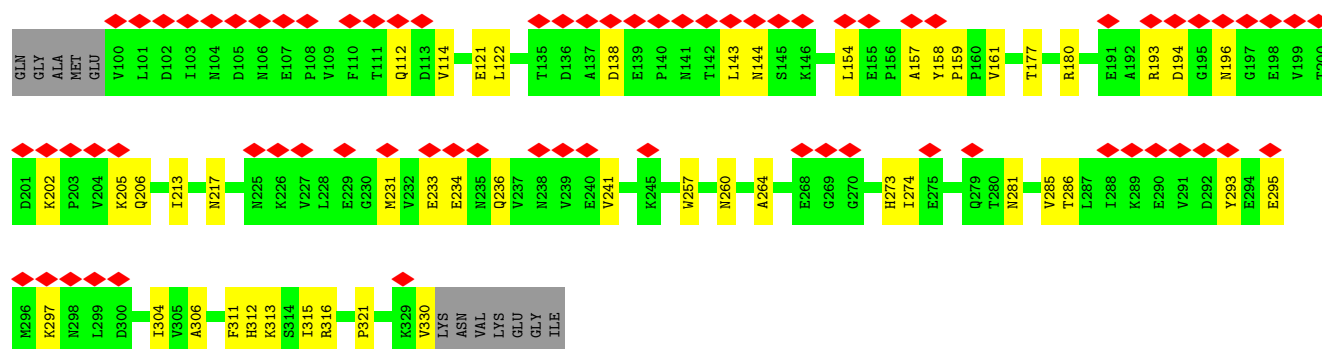 GLN GLY ALA MET GLU V100 L101 D102 I103 N104 D105 N106 E107 P108 V109 F110 T111 Q112 D113 V114 E121 L122 T135 D136 A137 D138 E139 P140 N141 T142 L143 N144 S145 K146 L154 E155 P156 A157 Y158 P159 P160 V161 T177 R180 E191 A192 R193 D194 G195 N196 G197 E198 V199 T200
D201 K202 P203 V204 K205 Q206 I213 N217 N225 K226 V227 L228 E229 G230 M231 V232 E233 E234 N235 Q236 V237 N238 V239 E240 V241 K245 W257 N260 A264 E268 G269 G270 H273 I274 E275 Q279 T280 N281 V285 T286 L287 I288 K289 E290 V291 D292 Y293 E294 E295
M296 K297 N298 L299 D300 I304 V305 A306 F311 H312 K313 S314 I315 R316 P321 K329 V330 LYS ASN VAL LYS GLU GLY ILE